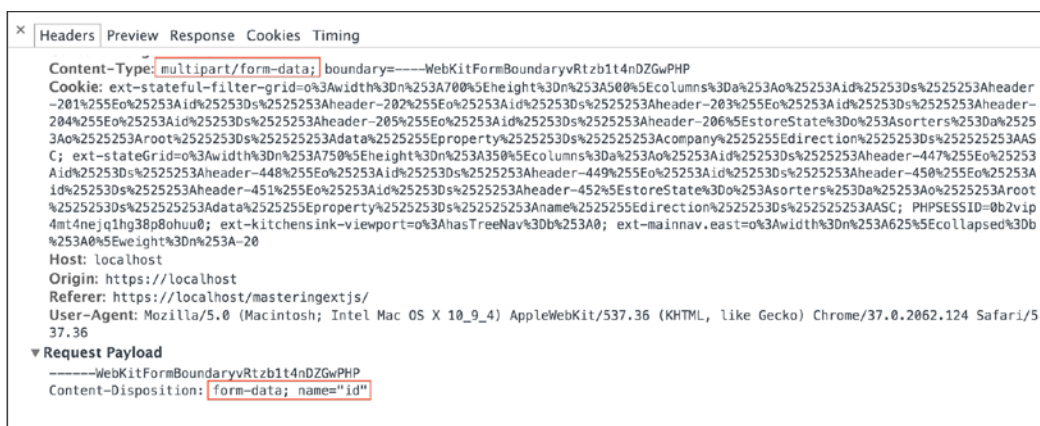 × Headers Preview Response Cookies Timing
Content-Type: multipart/form-data; boundary=----WebKitFormBoundaryvRtzb1t4nDZGwPHP
Cookie: ext-stateful-filter-grid=o%3Awidth%3Dn%253A700%5Eheight%3Dn%253A500%5Ecolumns%3Da%253Ao%25253Aid%25253Ds%2525253Aheader
-201%255Eo%25253Aid%25253Ds%2525253Aheader-202%255Eo%25253Aid%25253Ds%2525253Aheader-203%255Eo%25253Aid%25253Ds%2525253Aheader-
204%255Eo%25253Aid%25253Ds%2525253Aheader-205%255Eo%25253Aid%25253Ds%2525253Aheader-206%5EstoreState%3Do%253Asorters%253Da%2525
3Ao%2525253Aroot%2525253Ds%252525253Adata%2525255Eproperty%2525253Ds%252525253Acompany%2525255Edirection%2525253Ds%252525253AAS
C; ext-stateGrid=o%3Awidth%3Dn%253A750%5Eheight%3Dn%253A350%5Ecolumns%3Da%253Ao%25253Aid%25253Ds%2525253Aheader-447%255Eo%25253
Aid%25253Ds%2525253Aheader-448%255Eo%25253Aid%25253Ds%2525253Aheader-449%255Eo%25253Aid%25253Ds%2525253Aheader-450%255Eo%25253A
id%25253Ds%2525253Aheader-451%255Eo%25253Aid%25253Ds%2525253Aheader-452%5EstoreState%3Do%253Asorters%253Da%25253Ao%2525253Aroot
%2525253Ds%252525253Adata%2525255Eproperty%2525253Ds%252525253Aname%2525255Edirection%2525253Ds%252525253AASC; PHPSESSID=0b2vip
4mt4nejq1hg38p8ohuu0; ext-kitchensink-viewport=o%3AhasTreeNav%3Db%253A0; ext-mainnav.east=o%3Awidth%3Dn%253A625%5Ecollapsed%3Db
%253A0%5Eweight%3Dn%253A-20
Host: localhost
Origin: https://localhost
Referer: https://localhost/masteringextjs/
User-Agent: Mozilla/5.0 (Macintosh; Intel Mac OS X 10_9_4) AppleWebKit/537.36 (KHTML, like Gecko) Chrome/37.0.2062.124 Safari/5
37.36
▼ Request Payload
------WebKitFormBoundaryvRtzb1t4nDZGwPHP
Content-Disposition: form-data; name="id"